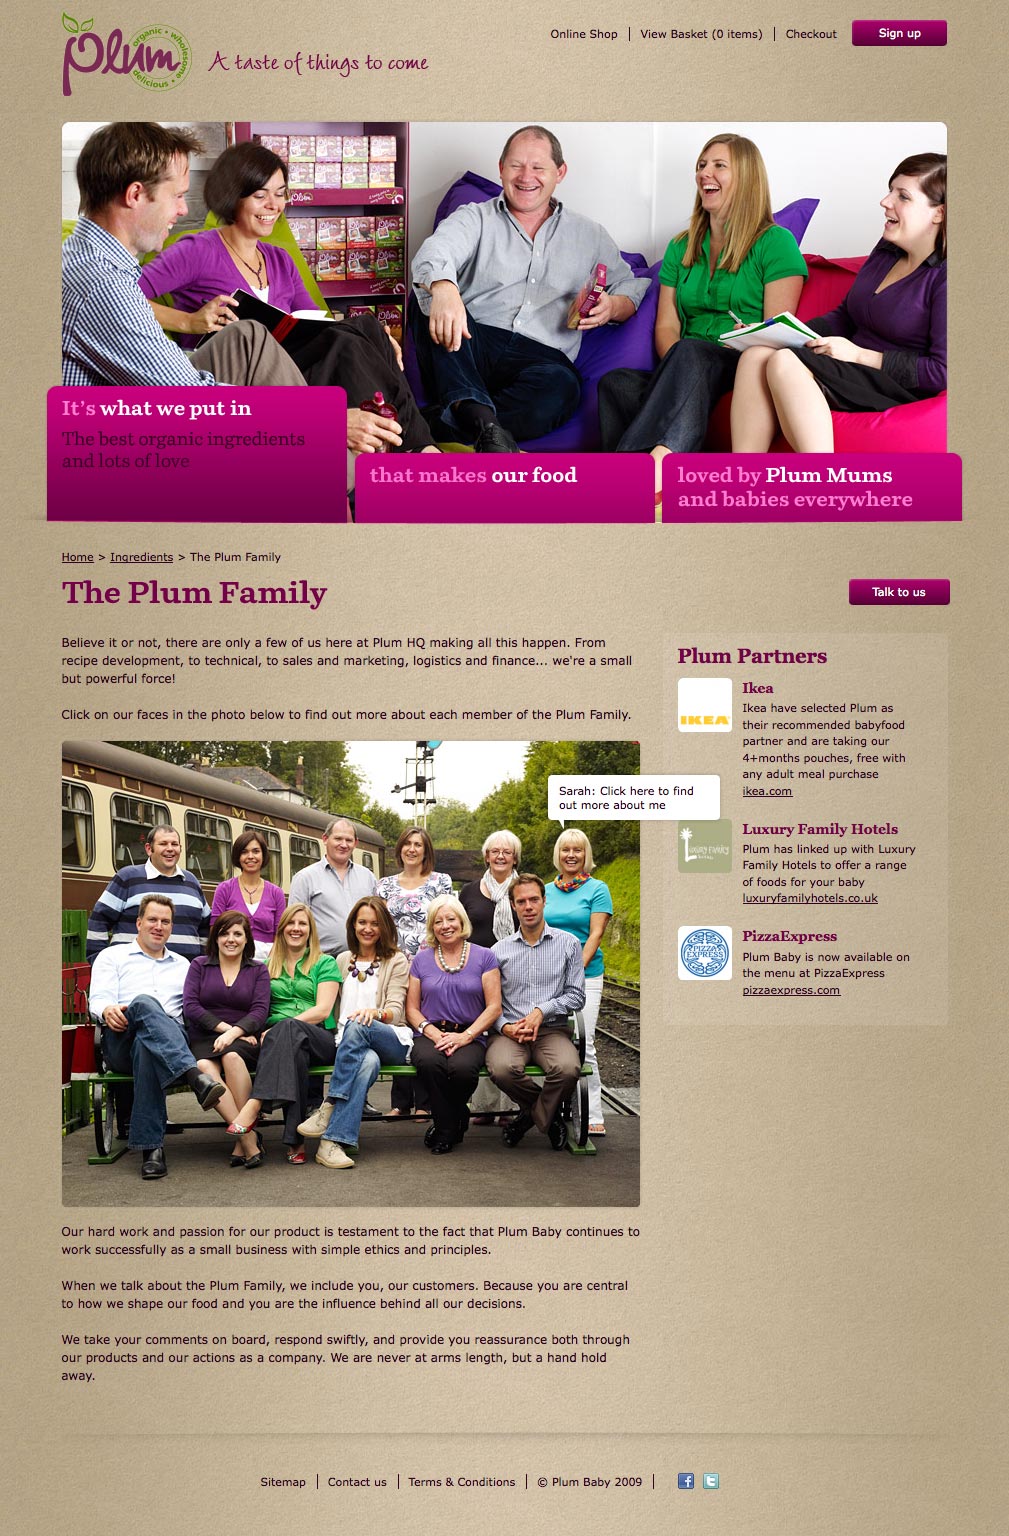 plum
organic • wholesome • delicious •
A taste of things to come
Online Shop
View Basket (0 items)
Checkout
Sign up
It's what we put in
The best organic ingredients
and lots of love
that makes our food
loved by Plum Mums
and babies everywhere
Home > Ingredients > The Plum Family
The Plum Family
Talk to us
Believe it or not, there are only a few of us here at Plum HQ making all this happen. From
recipe development, to technical, to sales and marketing, logistics and finance... we're a small
but powerful force!
Click on our faces in the photo below to find out more about each member of the Plum Family.
Sarah: Click here to find
out more about me
Plum Partners
IKEA
Ikea
Ikea have selected Plum as
their recommended babyfood
partner and are taking our
4+months pouches, free with
any adult meal purchase
ikea.com
Luxury Family
Luxury Family Hotels
Plum has linked up with Luxury
Family Hotels to offer a range
of foods for your baby
luxuryfamilyhotels.co.uk
PIZZA
EXPRESS
PizzaExpress
Plum Baby is now available on
the menu at PizzaExpress
pizzaexpress.com
Our hard work and passion for our product is testament to the fact that Plum Baby continues to
work successfully as a small business with simple ethics and principles.
When we talk about the Plum Family, we include you, our customers. Because you are central
to how we shape our food and you are the influence behind all our decisions.
We take your comments on board, respond swiftly, and provide you reassurance both through
our products and our actions as a company. We are never at arms length, but a hand hold
away.
Sitemap
Contact us
Terms & Conditions
© Plum Baby 2009